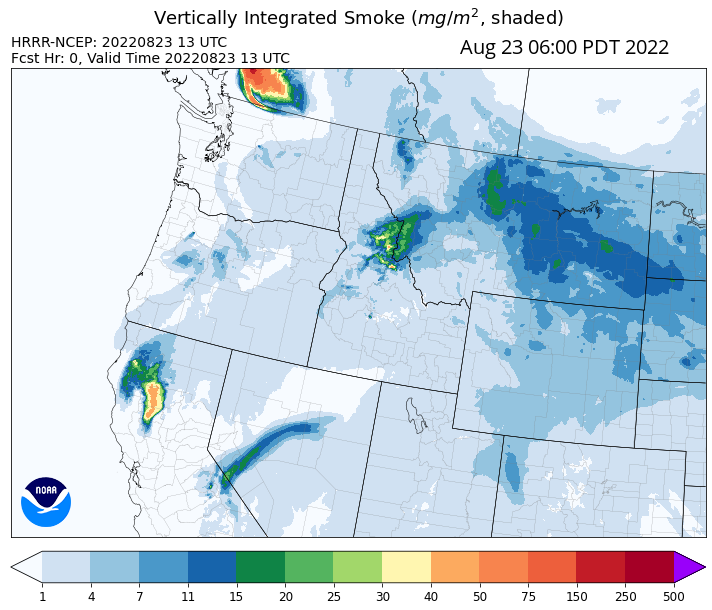 Vertically Integrated Smoke (mg/m², shaded)
HRRR-NCEP: 20220823 13 UTC
Fcst Hr: 0, Valid Time 20220823 13 UTC
Aug 23 06:00 PDT 2022
NOAA
1 4 7 11 15 20 25 30 40 50 75 150 250 500